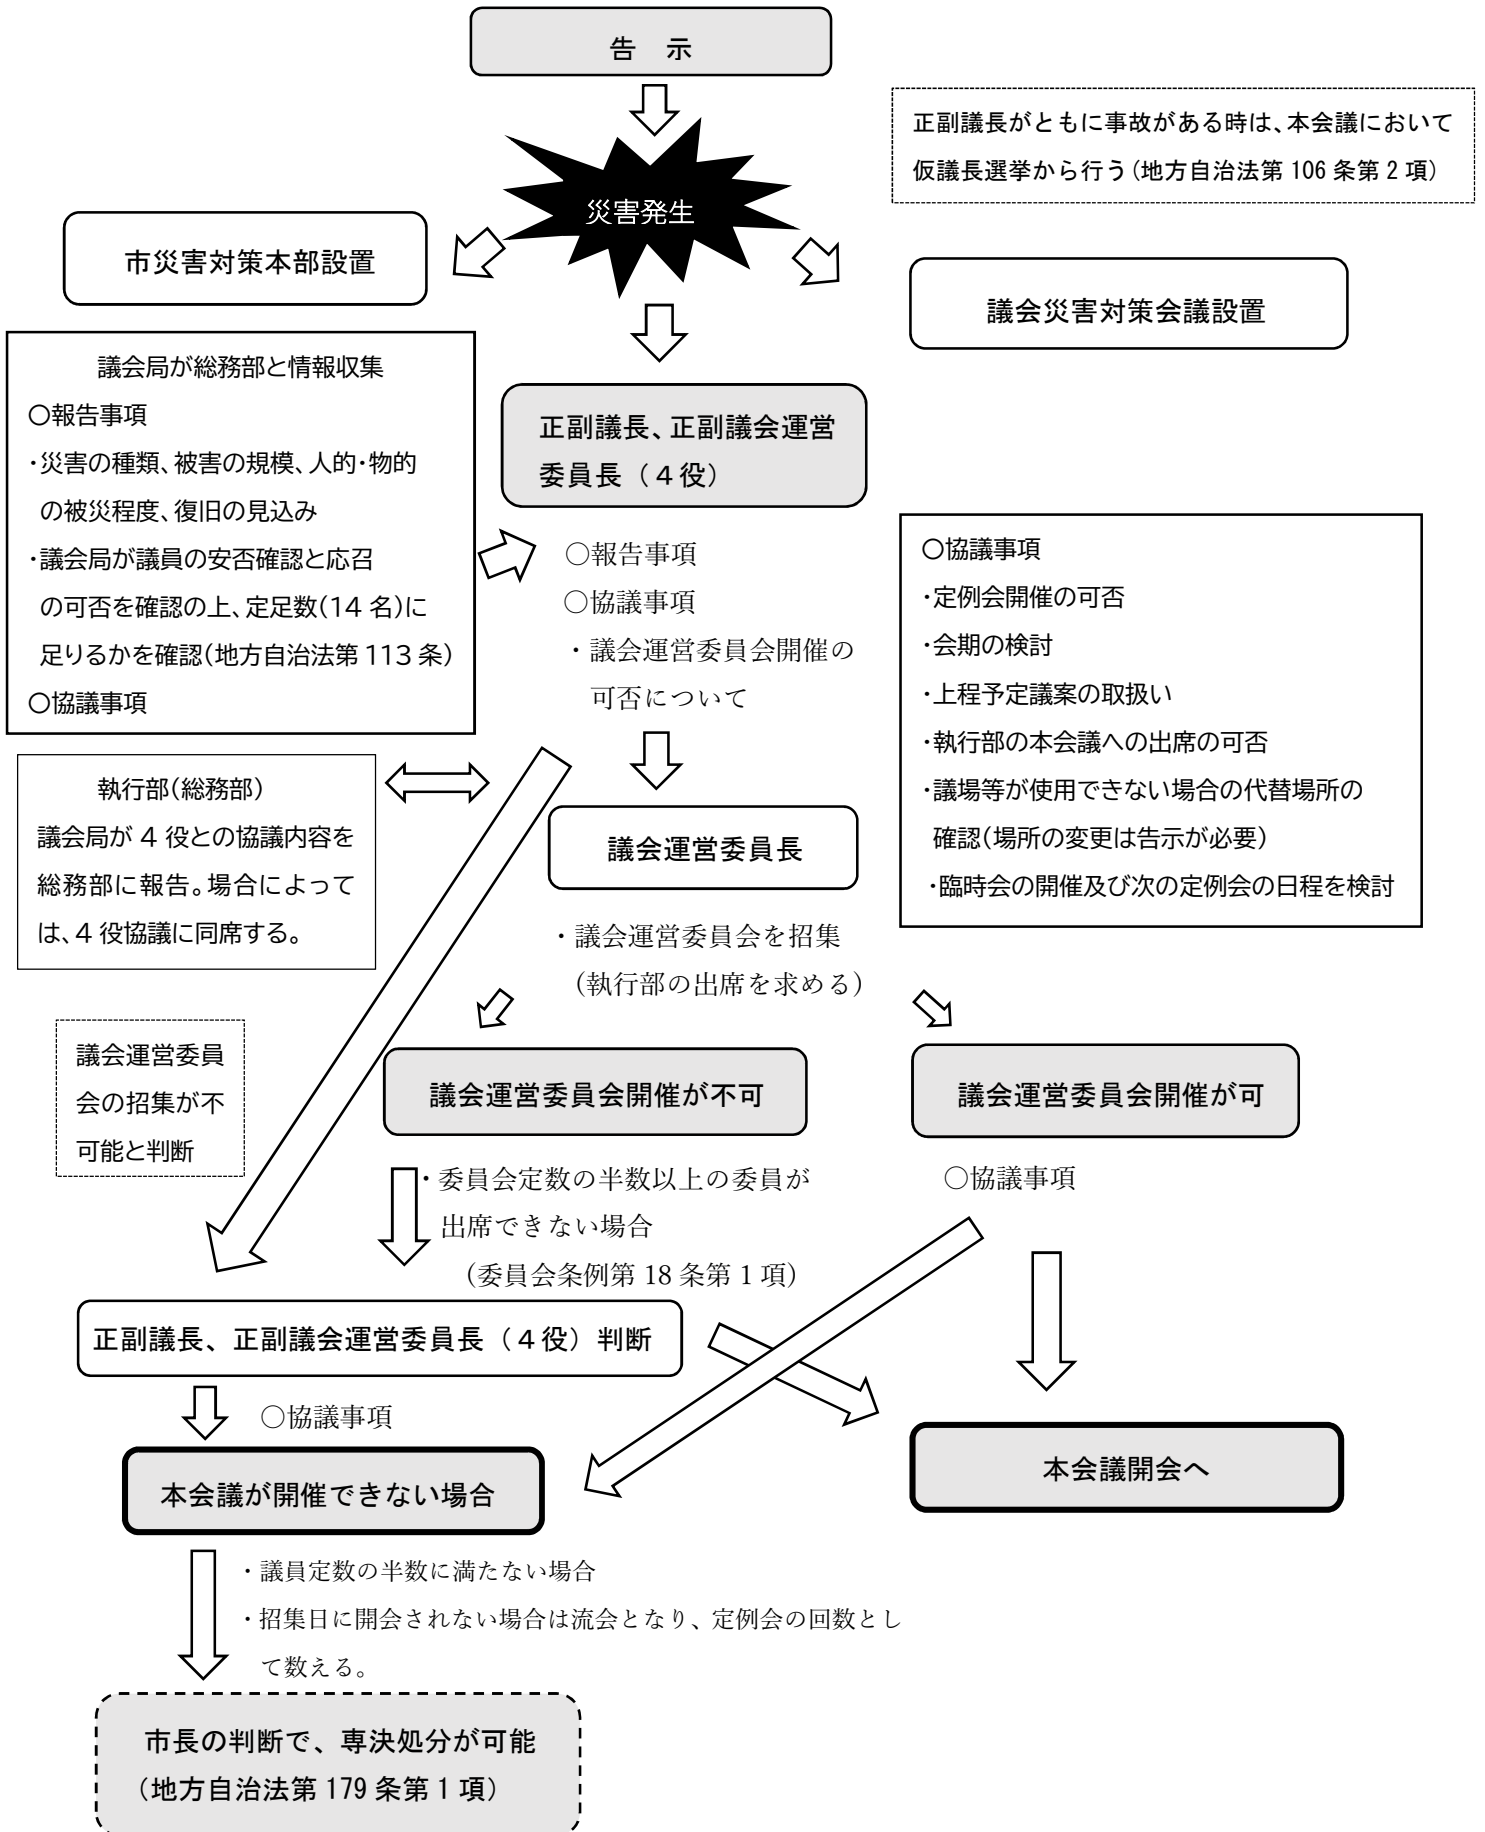 告　示
正副議長がともに事故がある時は、本会議において
仮議長選挙から行う(地方自治法第106条第2項)
災害発生
市災害対策本部設置
議会災害対策会議設置
議会局が総務部と情報収集
〇報告事項
・災害の種類、被害の規模、人的・物的
の被災程度、復旧の見込み
・議会局が議員の安否確認と応召
の可否を確認の上、定足数(14名)に
足りるかを確認(地方自治法第113条)
〇協議事項
正副議長、正副議会運営
委員長（４役）
〇報告事項
〇協議事項
・議会運営委員会開催の
可否について
〇協議事項
・定例会開催の可否
・会期の検討
・上程予定議案の取扱い
・執行部の本会議への出席の可否
・議場等が使用できない場合の代替場所の
確認(場所の変更は告示が必要)
・臨時会の開催及び次の定例会の日程を検討
執行部(総務部)
議会局が4役との協議内容を
総務部に報告。場合によって
は、4役協議に同席する。
議会運営委員長
・議会運営委員会を招集
(執行部の出席を求める)
議会運営委員
会の招集が不
可能と判断
議会運営委員会開催が不可
議会運営委員会開催が可
・委員会定数の半数以上の委員が
出席できない場合
(委員会条例第18条第1項)
〇協議事項
正副議長、正副議会運営委員長（４役）判断
〇協議事項
本会議が開催できない場合
本会議開会へ
・議員定数の半数に満たない場合
・招集日に開会されない場合は流会となり、定例会の回数とし
て数える。
市長の判断で、専決処分が可能
(地方自治法第179条第1項)